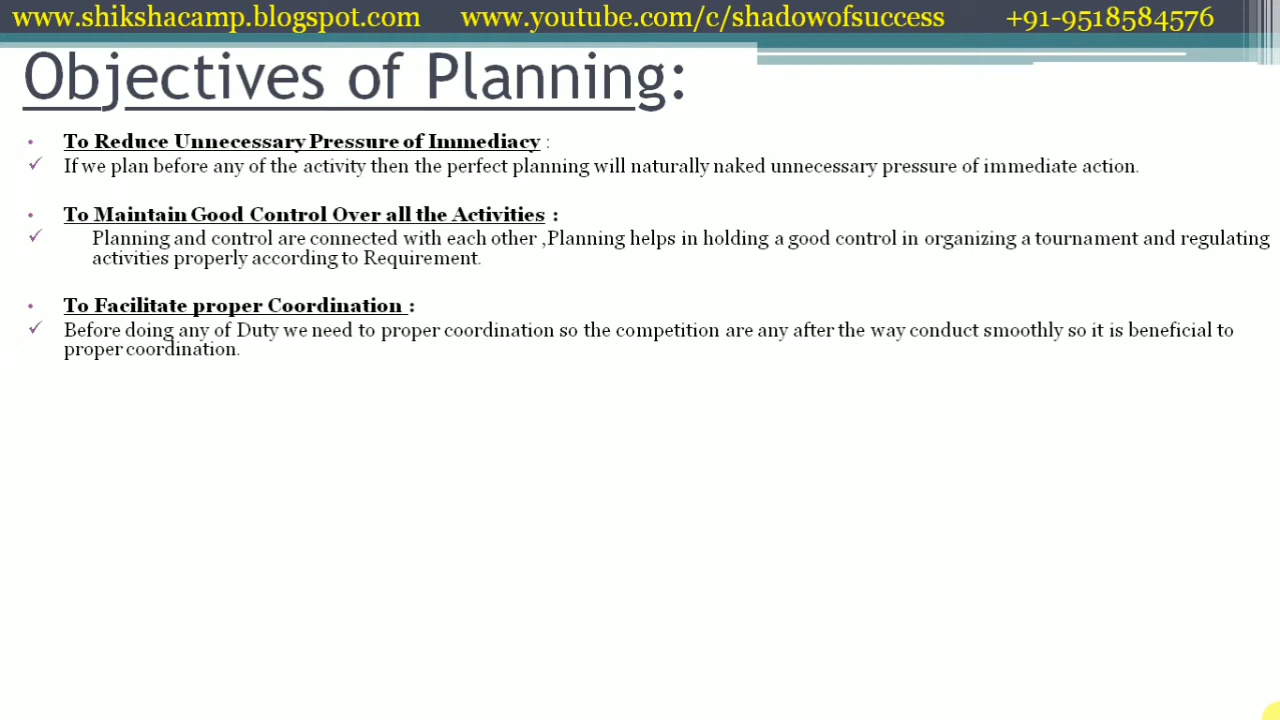 www.shikshacamp.blogspot.com www.youtube.com/c/shadowofsuccess +91-9518584576
Objectives of Planning:
• To Reduce Unnecessary Pressure of Immediacy :
✓ If we plan before any of the activity then the perfect planning will naturally naked unnecessary pressure of immediate action.
• To Maintain Good Control Over all the Activities :
✓ Planning and control are connected with each other ,Planning helps in holding a good control in organizing a tournament and regulating
activities properly according to Requirement.
• To Facilitate proper Coordination :
✓ Before doing any of Duty we need to proper coordination so the competition are any after the way conduct smoothly so it is beneficial to
proper coordination.